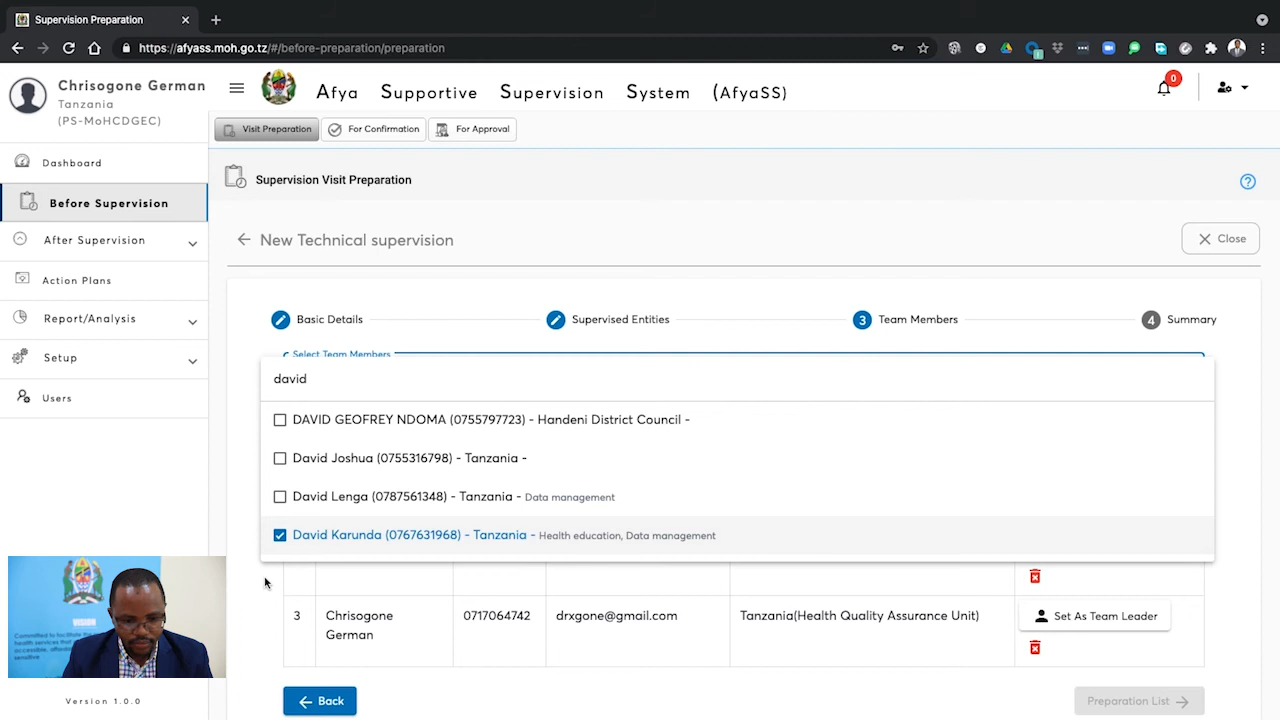 Supervision Preparation
https://afyass.moh.go.tz/#/before-preparation/preparation
Chrisogone German
Tanzania
(PS-MoHCDGEC)
Afya Supportive Supervision System (AfyaSS)
0
Visit Preparation
For Confirmation
For Approval
Dashboard
Before Supervision
After Supervision
Action Plans
Report/Analysis
Setup
Users
Supervision Visit Preparation
New Technical supervision
Close
Basic Details
Supervised Entities
3 Team Members
4 Summary
Select Team Members
david
DAVID GEOFREY NDOMA (0755797723) - Handeni District Council -
David Joshua (0755316798) - Tanzania -
David Lenga (0787561348) - Tanzania - Data management
David Karunda (0767631968) - Tanzania - Health education, Data management
3
Chrisogone
German
0717064742
drxgone@gmail.com
Tanzania(Health Quality Assurance Unit)
Set As Team Leader
Back
Preparation List
VISION
Version 1.0.0